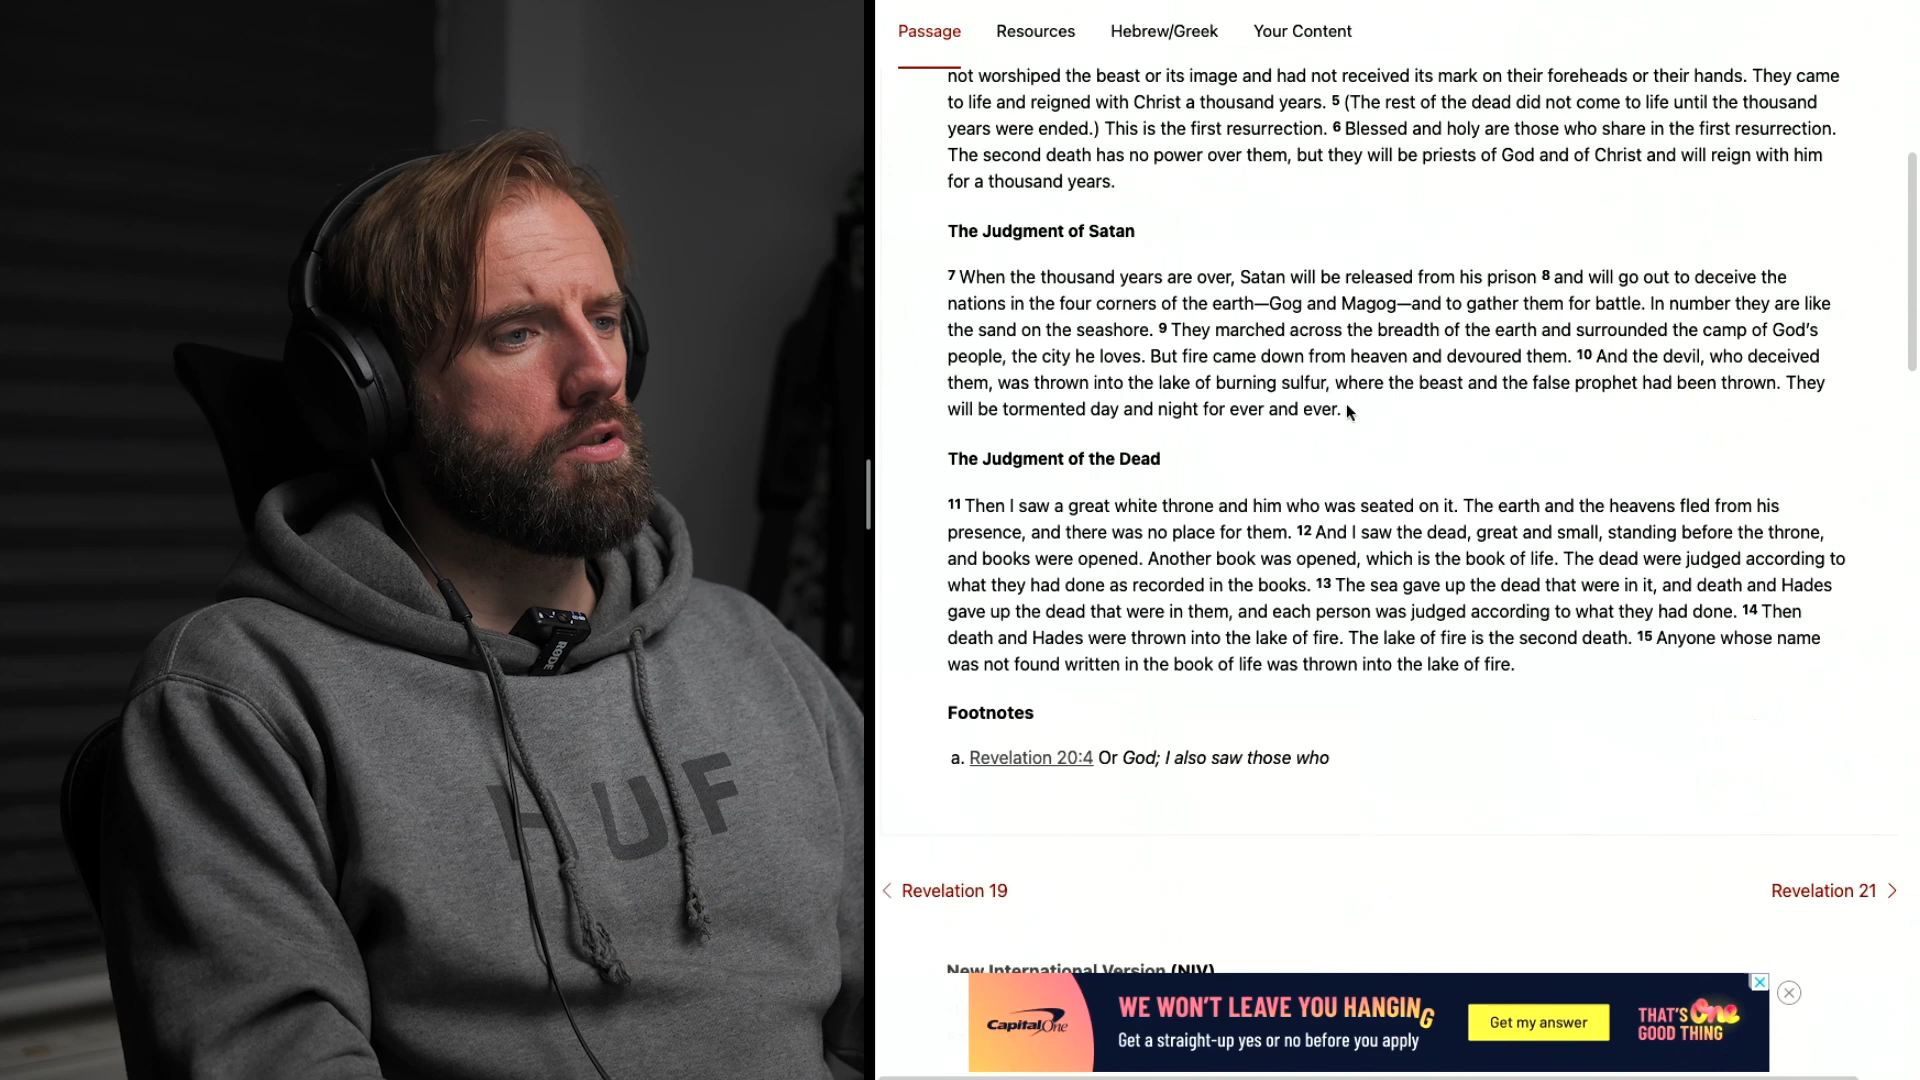 Passage
Resources
Hebrew/Greek
Your Content
not worshiped the beast or its image and had not received its mark on their foreheads or their hands. They came
to life and reigned with Christ a thousand years. 5 (The rest of the dead did not come to life until the thousand
years were ended.) This is the first resurrection. 6 Blessed and holy are those who share in the first resurrection.
The second death has no power over them, but they will be priests of God and of Christ and will reign with him
for a thousand years.
The Judgment of Satan
7 When the thousand years are over, Satan will be released from his prison 8 and will go out to deceive the
nations in the four corners of the earth—Gog and Magog—and to gather them for battle. In number they are like
the sand on the seashore. 9 They marched across the breadth of the earth and surrounded the camp of God's
people, the city he loves. But fire came down from heaven and devoured them. 10 And the devil, who deceived
them, was thrown into the lake of burning sulfur, where the beast and the false prophet had been thrown. They
will be tormented day and night for ever and ever.
The Judgment of the Dead
11 Then I saw a great white throne and him who was seated on it. The earth and the heavens fled from his
presence, and there was no place for them. 12 And I saw the dead, great and small, standing before the throne,
and books were opened. Another book was opened, which is the book of life. The dead were judged according to
what they had done as recorded in the books. 13 The sea gave up the dead that were in it, and death and Hades
gave up the dead that were in them, and each person was judged according to what they had done. 14 Then
death and Hades were thrown into the lake of fire. The lake of fire is the second death. 15 Anyone whose name
was not found written in the book of life was thrown into the lake of fire.
Footnotes
a. Revelation 20:4 Or God; I also saw those who
Revelation 19
Revelation 21
New International Version (NIV)
Capital One
WE WON'T LEAVE YOU HANGING
Get a straight-up yes or no before you apply
Get my answer
THAT'S One
GOOD THING
RØDE
HUF